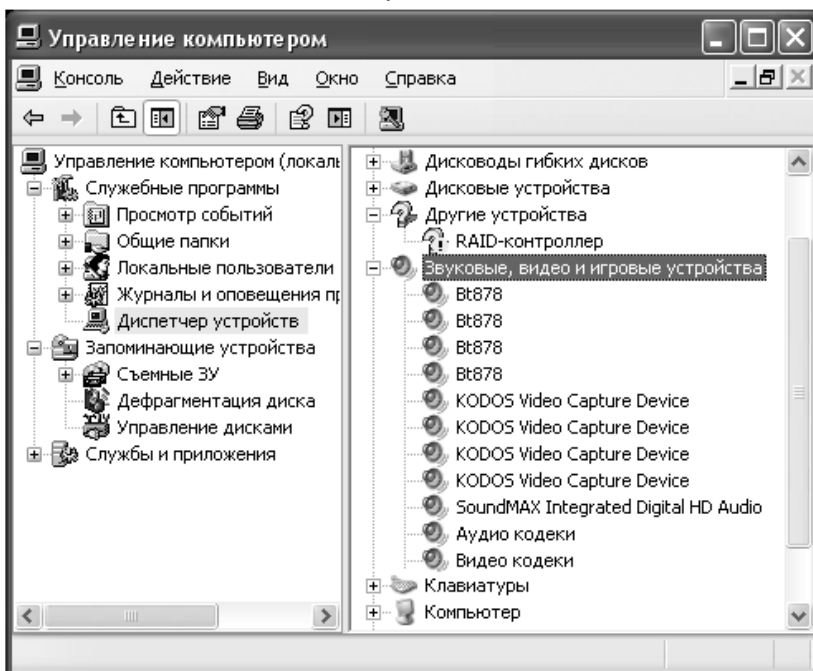 Управление компьютером
Консоль Действие Вид Окно Справка
Управление компьютером (локаль
Служебные программы
Просмотр событий
Общие папки
Локальные пользователи
Журналы и оповещения пр
Диспетчер устройств
Запоминающие устройства
Съемные ЗУ
Дефрагментация диска
Управление дисками
Службы и приложения
Дисководы гибких дисков
Дисковые устройства
Другие устройства
RAID-контроллер
Звуковые, видео и игровые устройства
Bt878
Bt878
Bt878
Bt878
KODOS Video Capture Device
KODOS Video Capture Device
KODOS Video Capture Device
KODOS Video Capture Device
SoundMAX Integrated Digital HD Audio
Аудио кодеки
Видео кодеки
Клавиатуры
Компьютер